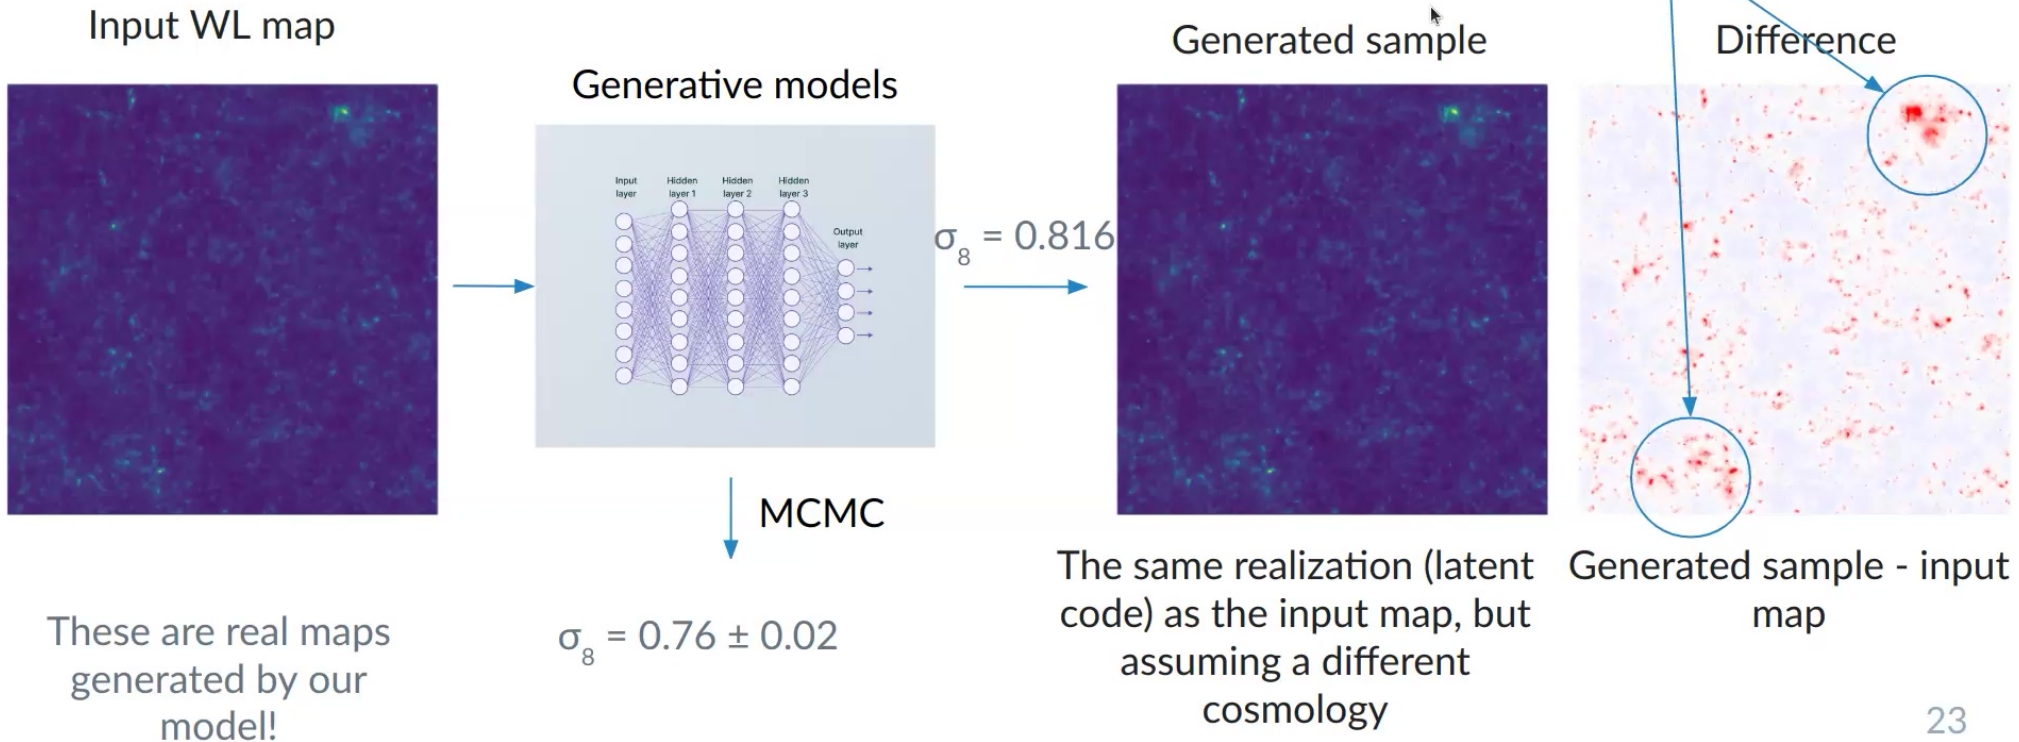 Input WL map
Generative models
Input
layer
Hidden
layer 1
Hidden
layer 2
Hidden
layer 3
Output
layer
σ8 = 0.816
Generated sample
Difference
MCMC
σ8 = 0.76 ± 0.02
These are real maps
generated by our
model!
The same realization (latent
code) as the input map, but
assuming a different
cosmology
Generated sample - input
map
23